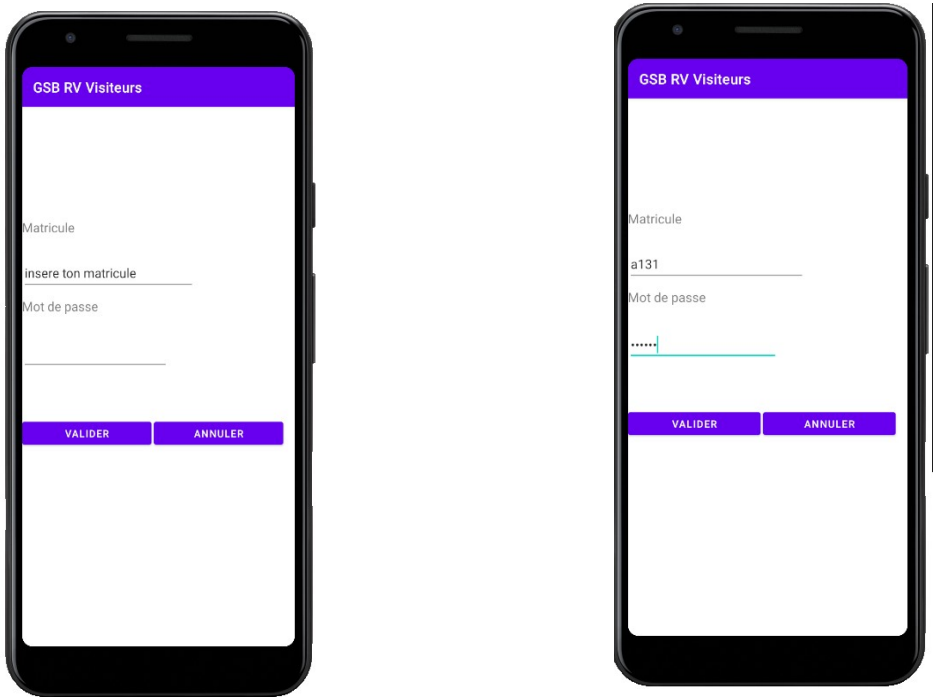 GSB RV Visiteurs
Matricule
insere ton matricule
Mot de passe
VALIDER
ANNULER
GSB RV Visiteurs
Matricule
a131
Mot de passe
••••••
VALIDER
ANNULER